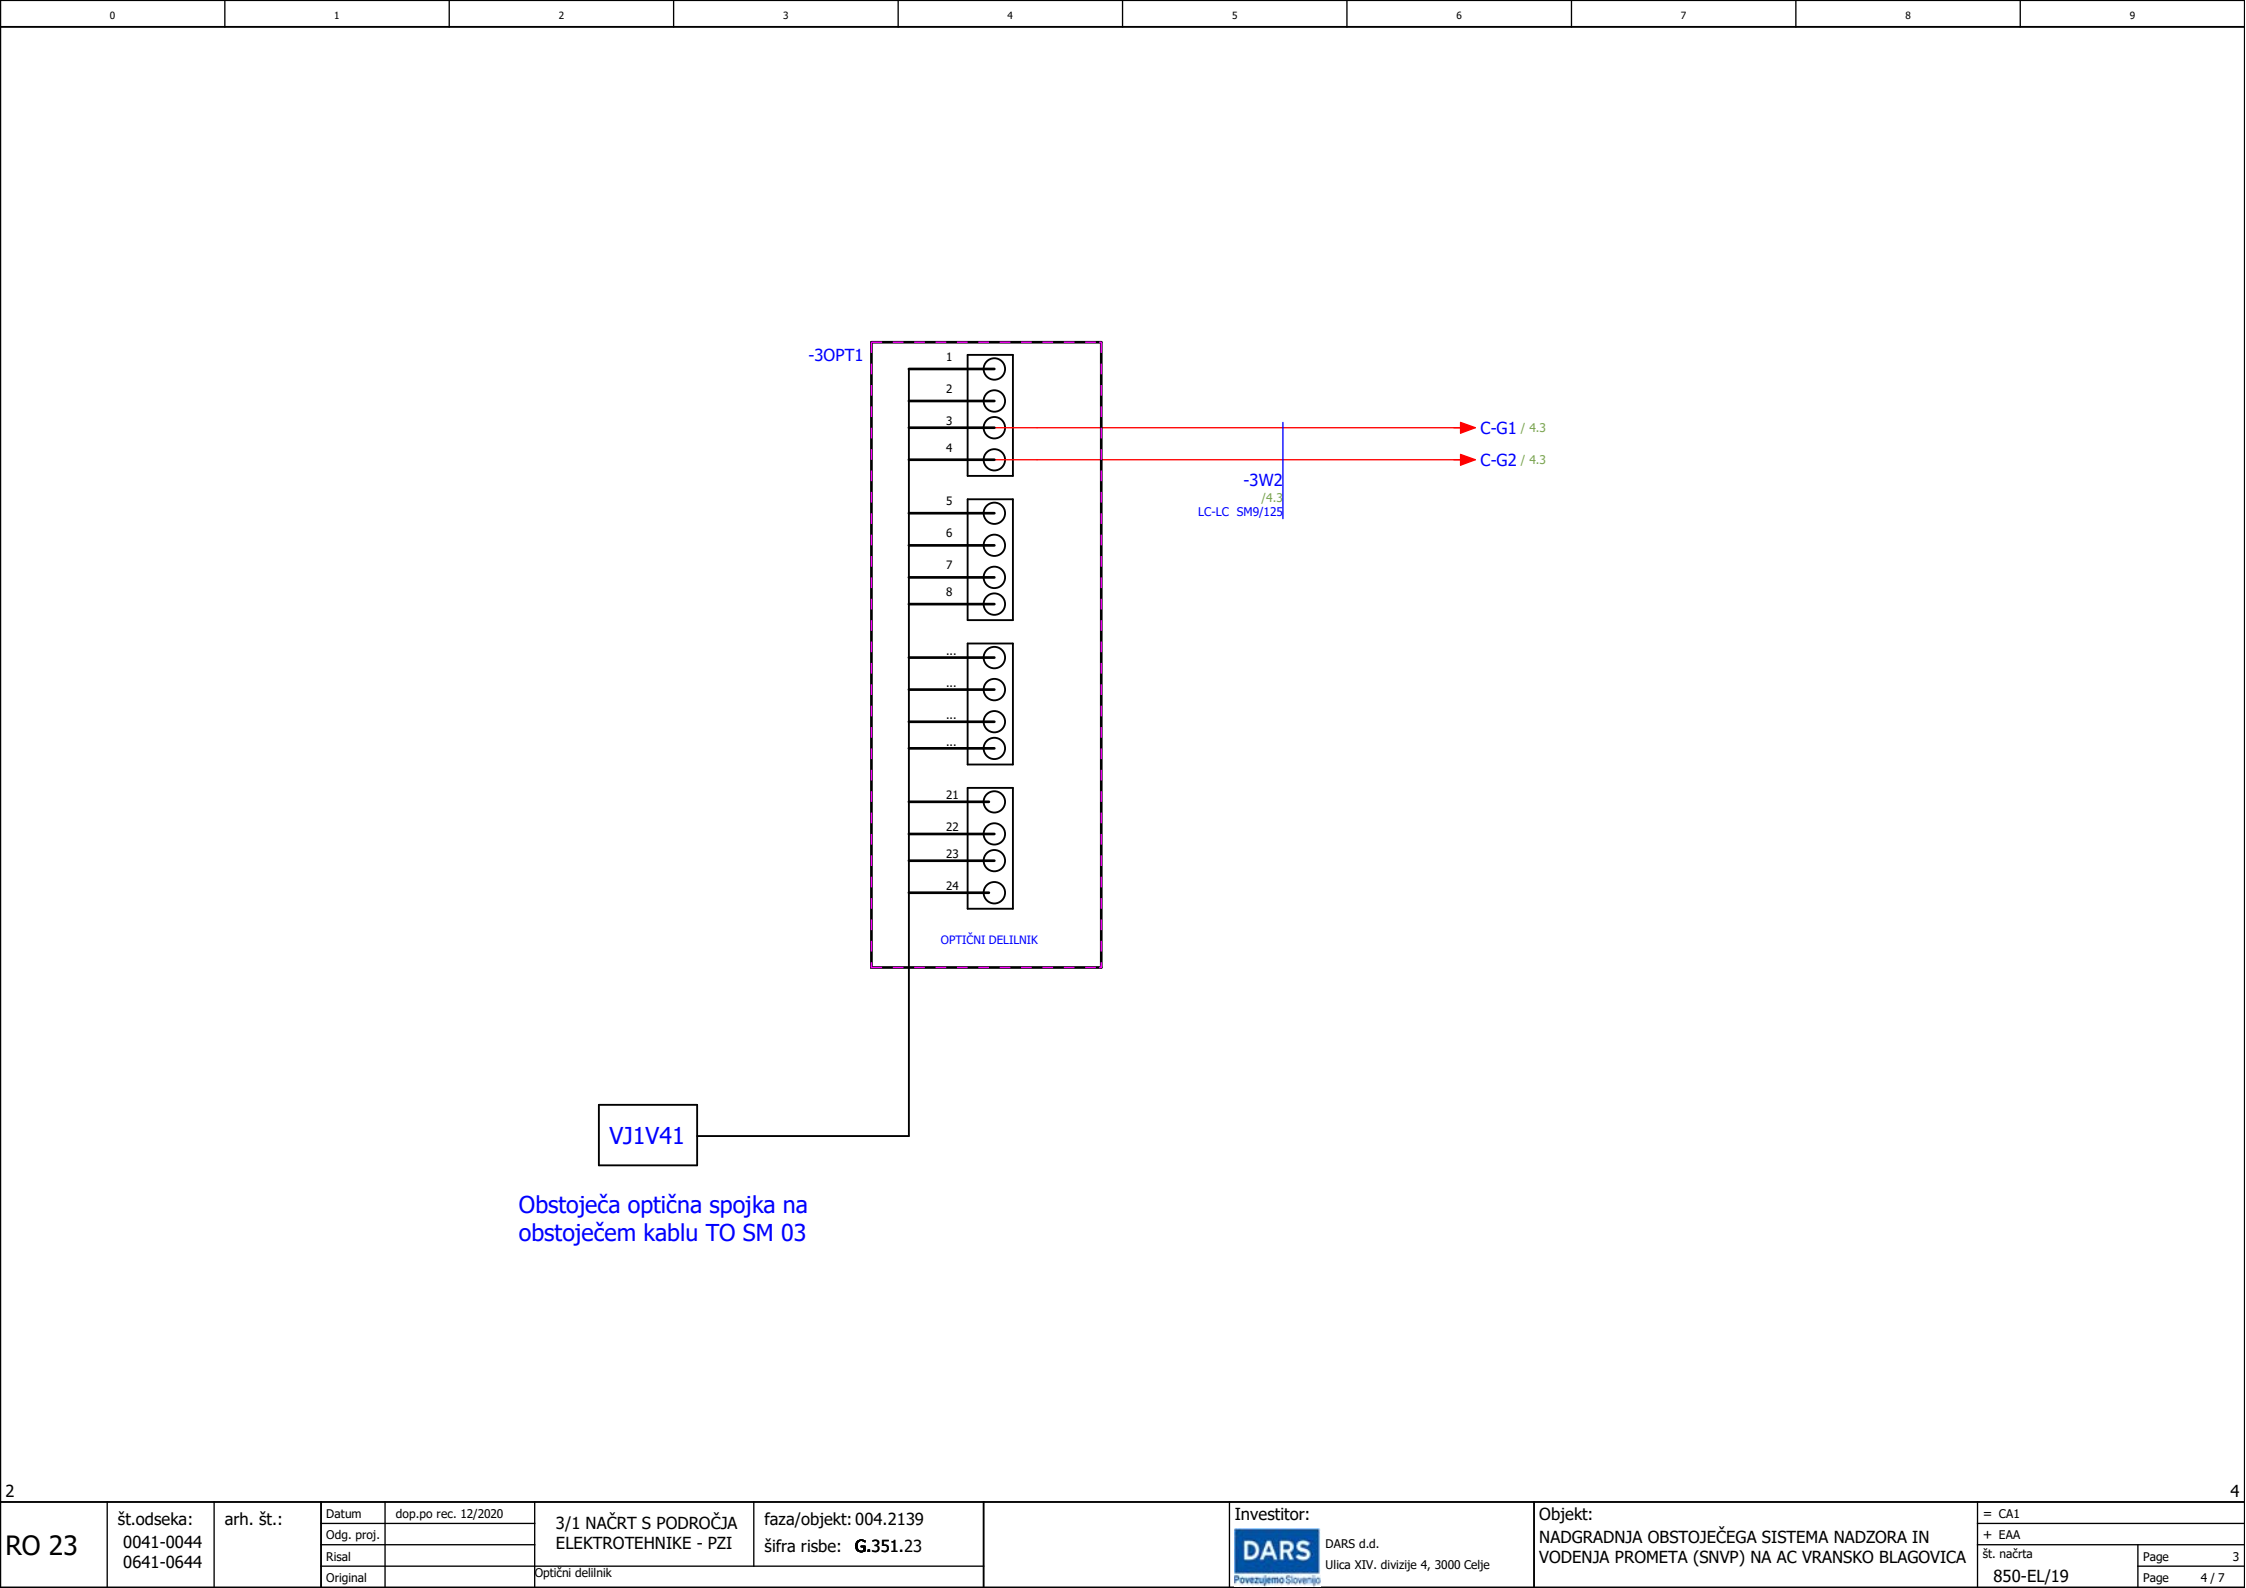 0 1 2 3 4 5 6 7 8 9
-3OPT1
1
2
3
4
C-G1 / 4.3
C-G2 / 4.3
-3W2
/4.3
LC-LC SM9/125
5
6
7
8
...
...
...
...
21
22
23
24
OPTIČNI DELILNIK
VJ1V41
Obstoječa optična spojka na
obstoječem kablu TO SM 03
2
4
RO 23
št.odseka:
0041-0044
0641-0644
arh. št.:
Datum dop.po rec. 12/2020
Odg. proj.
Risal
Original
3/1 NAČRT S PODROČJA
ELEKTROTEHNIKE - PZI
Optični delilnik
faza/objekt: 004.2139
šifra risbe: G.351.23
Investitor:
DARS
Povezujemo Slovenijo
DARS d.d.
Ulica XIV. divizije 4, 3000 Celje
Objekt:
NADGRADNJA OBSTOJEČEGA SISTEMA NADZORA IN
VODENJA PROMETA (SNVP) NA AC VRANSKO BLAGOVICA
= CA1
+ EAA
št. načrta
850-EL/19
Page 3
Page 4 / 7